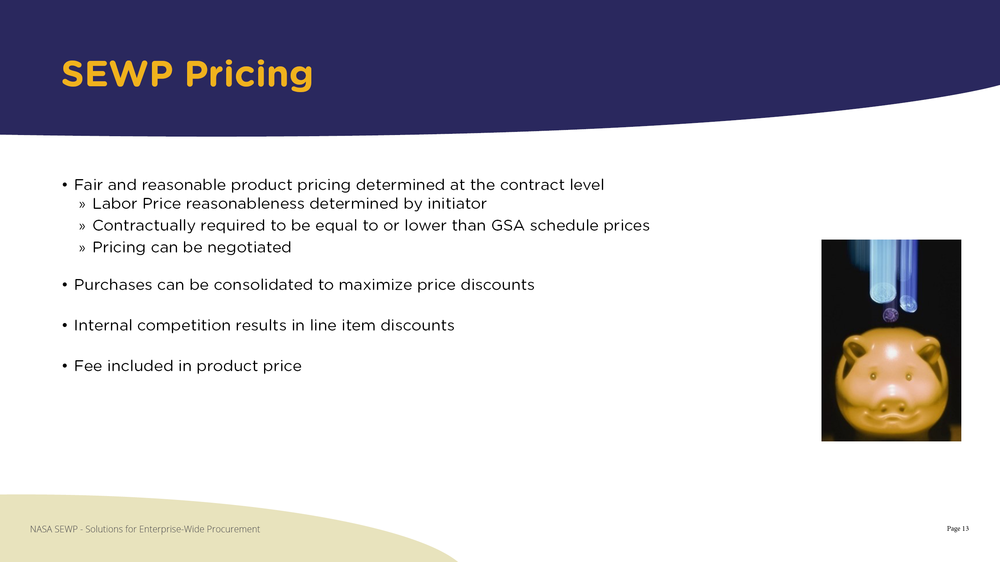 SEWP Pricing
• Fair and reasonable product pricing determined at the contract level
» Labor Price reasonableness determined by initiator
» Contractually required to be equal to or lower than GSA schedule prices
» Pricing can be negotiated
• Purchases can be consolidated to maximize price discounts
• Internal competition results in line item discounts
• Fee included in product price
NASA SEWP - Solutions for Enterprise-Wide Procurement
Page 13